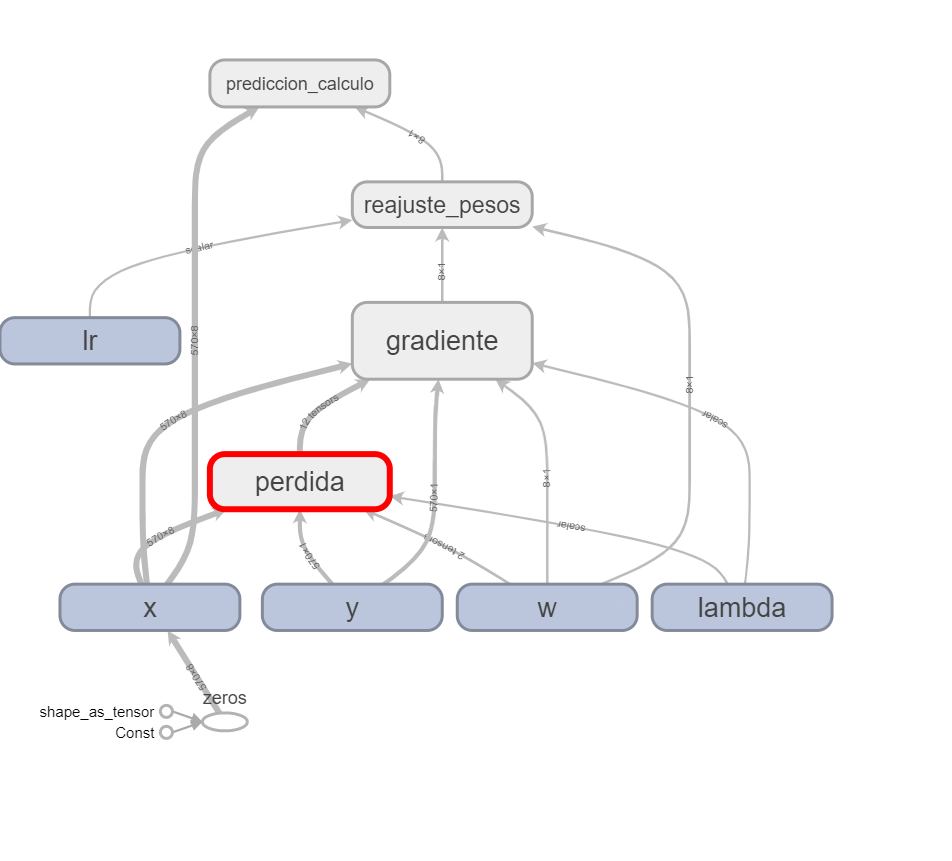 prediccion_calculo
8×1
reajuste_pesos
scalar
8×1
lr
570×8
gradiente
8×1
570×8
12 tensors
scalar
perdida
570×1
8×1
scalar
570×8
570×1
2 tensors
x
y
w
lambda
570×8
zeros
shape_as_tensor
Const